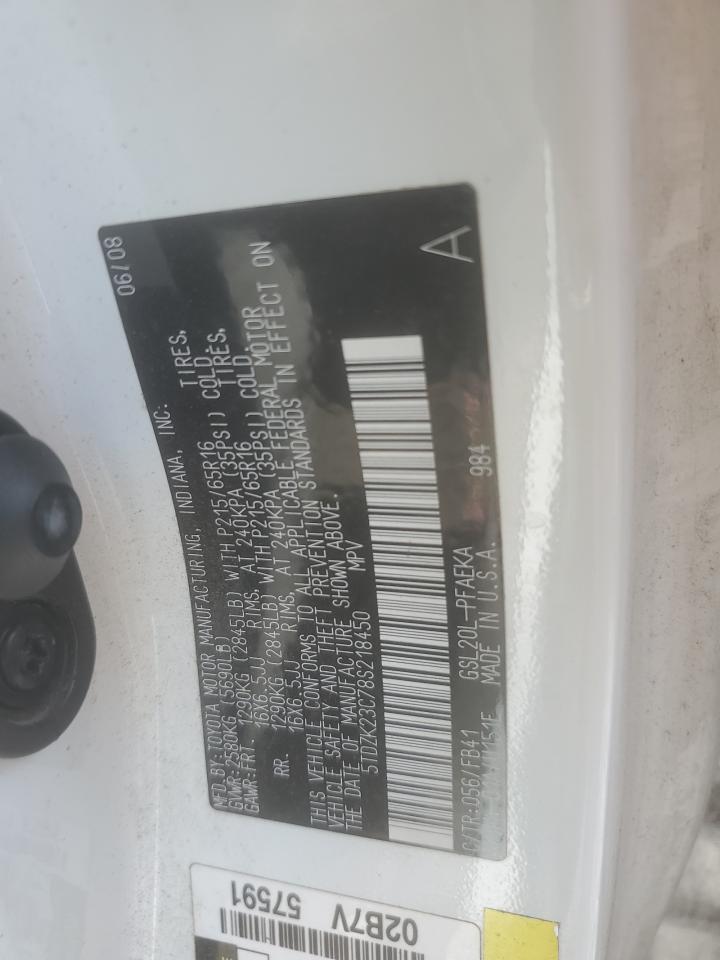 MFD.BY:TOYOTA MOTOR MANUFACTURING, INDIANA, INC. 06/08
GVWR:2580KG (5690LB)
GAWR:FRT. 1290KG (2845LB) WITH P215/65R16 TIRES,
16X6.5JJ RIMS, AT 240KPA (35PSI) COLD.
RR. 1290KG (2845LB) WITH P215/65R16 TIRES,
16X6.5JJ RIMS, AT 240KPA (35PSI) COLD.
THIS VEHICLE CONFORMS TO ALL APPLICABLE FEDERAL MOTOR
VEHICLE SAFETY AND THEFT PREVENTION STANDARDS IN EFFECT ON
THE DATE OF MANUFACTURE SHOWN ABOVE.
5TDZK23C78S218450 MPV
C/TR:056/FB41 GSL20L-PFAEKA
U151E MADE IN U.S.A. 984
A
02B7V 57591